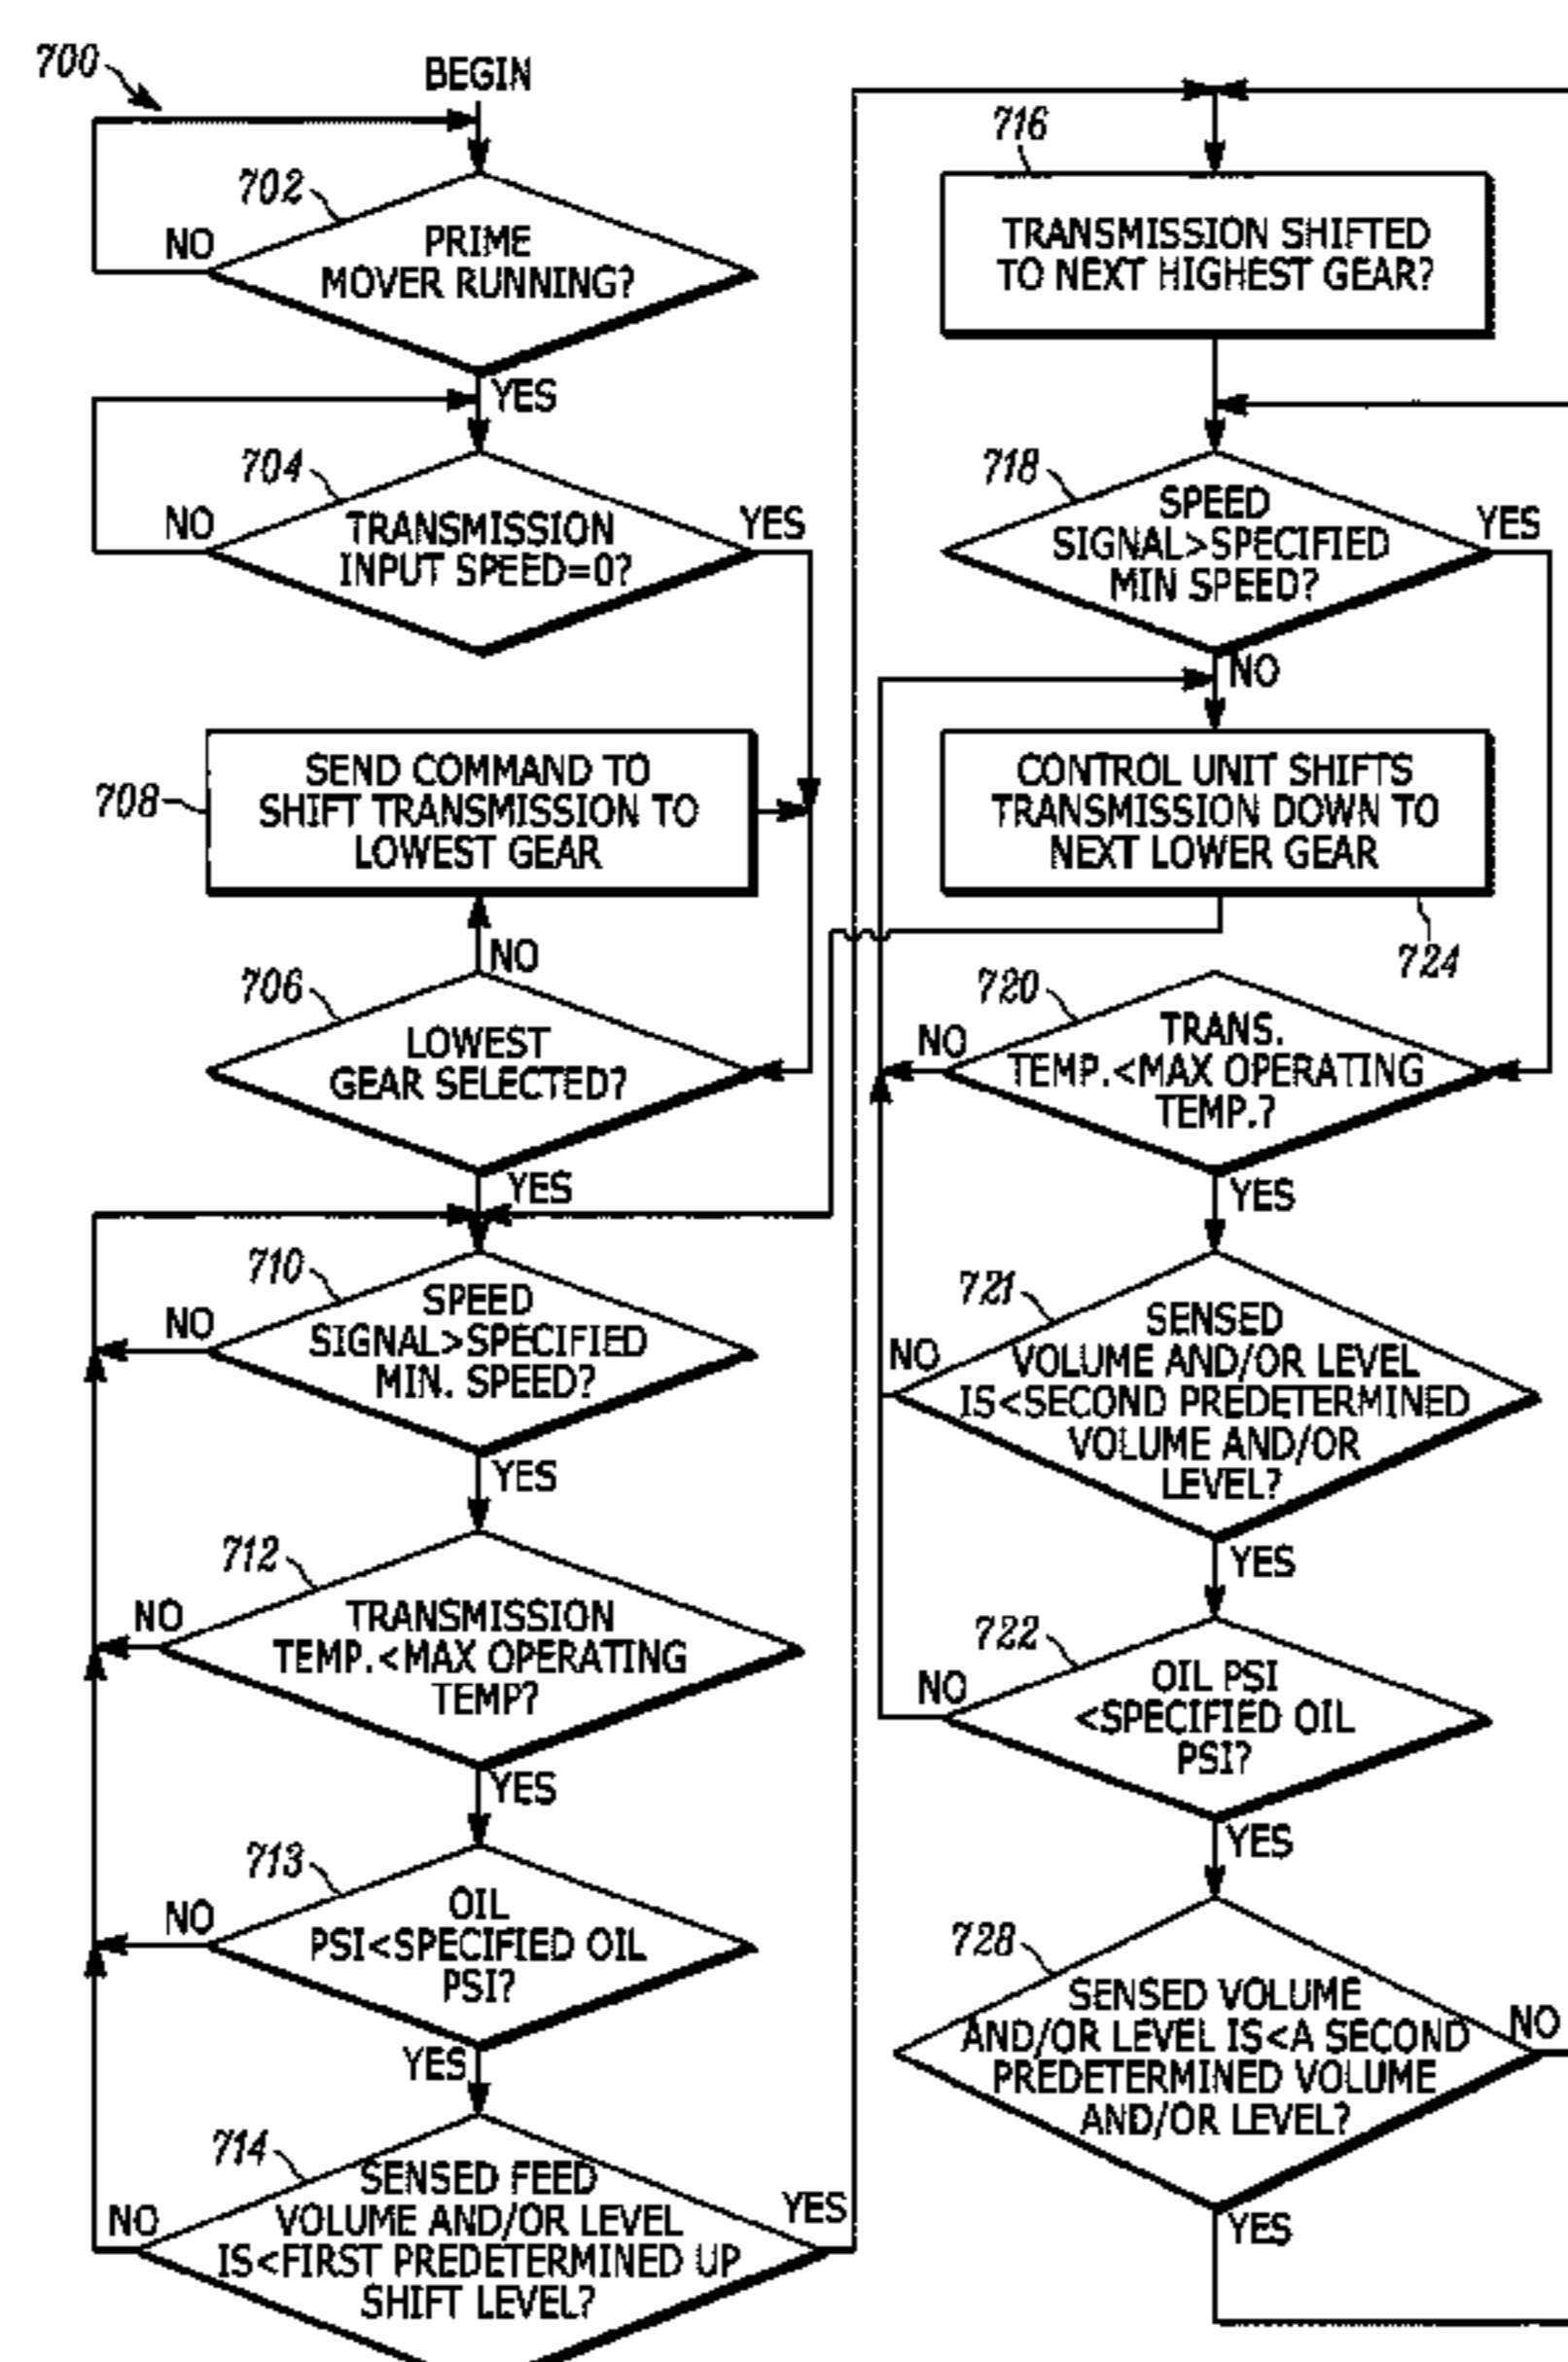 700
BEGIN
702
PRIME
MOVER RUNNING?
NO
YES
704
TRANSMISSION
INPUT SPEED=0?
NO
YES
708
SEND COMMAND TO
SHIFT TRANSMISSION TO
LOWEST GEAR
NO
706
LOWEST
GEAR SELECTED?
YES
710
SPEED
SIGNAL>SPECIFIED
MIN. SPEED?
NO
YES
712
TRANSMISSION
TEMP.<MAX OPERATING
TEMP?
NO
YES
713
OIL
PSI<SPECIFIED OIL
PSI?
NO
YES
714
SENSED FEED
VOLUME AND/OR LEVEL
IS<FIRST PREDETERMINED UP
SHIFT LEVEL?
NO
YES
716
TRANSMISSION SHIFTED
TO NEXT HIGHEST GEAR?
718
SPEED
SIGNAL>SPECIFIED
MIN SPEED?
YES
NO
CONTROL UNIT SHIFTS
TRANSMISSION DOWN TO
NEXT LOWER GEAR
724
720
TRANS.
TEMP.<MAX OPERATING
TEMP.?
NO
YES
721
SENSED
VOLUME AND/OR LEVEL
IS<SECOND PREDETERMINED
VOLUME AND/OR
LEVEL?
NO
YES
722
OIL PSI
<SPECIFIED OIL
PSI?
NO
YES
728
SENSED VOLUME
AND/OR LEVEL IS<A SECOND
PREDETERMINED VOLUME
AND/OR LEVEL?
NO
YES